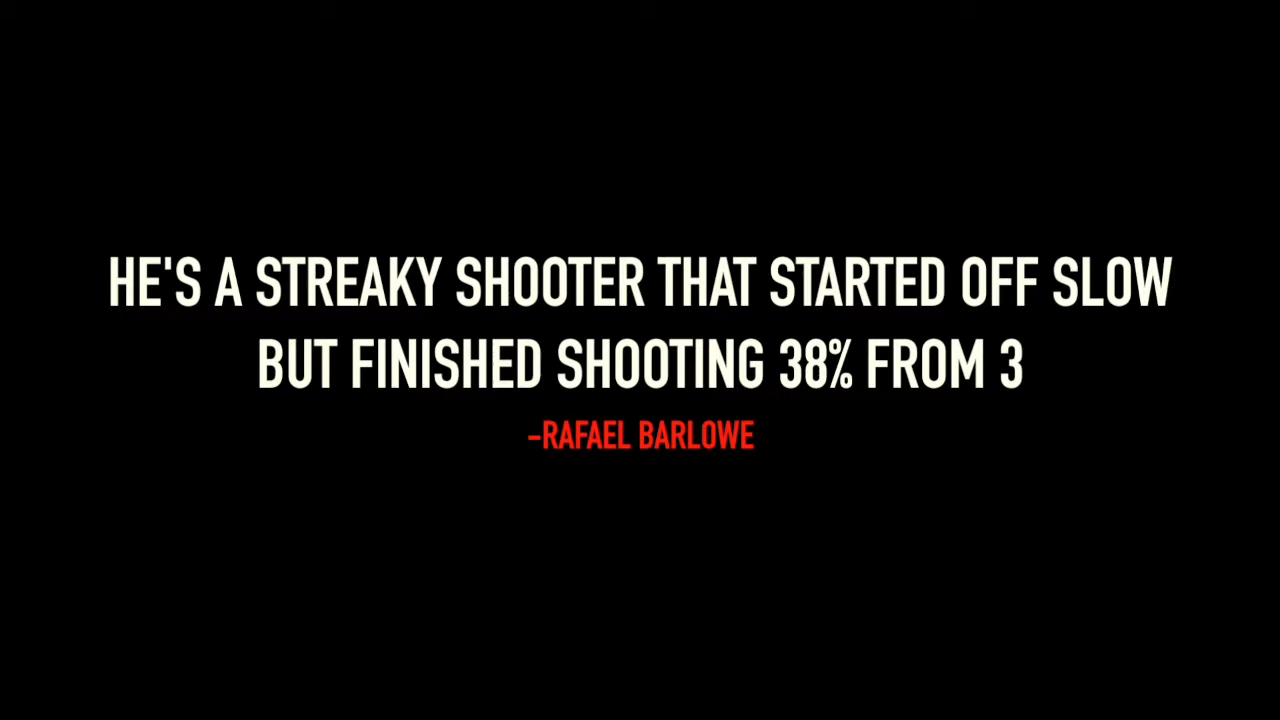 HE'S A STREAKY SHOOTER THAT STARTED OFF SLOW
BUT FINISHED SHOOTING 38% FROM 3
-RAFAEL BARLOWE